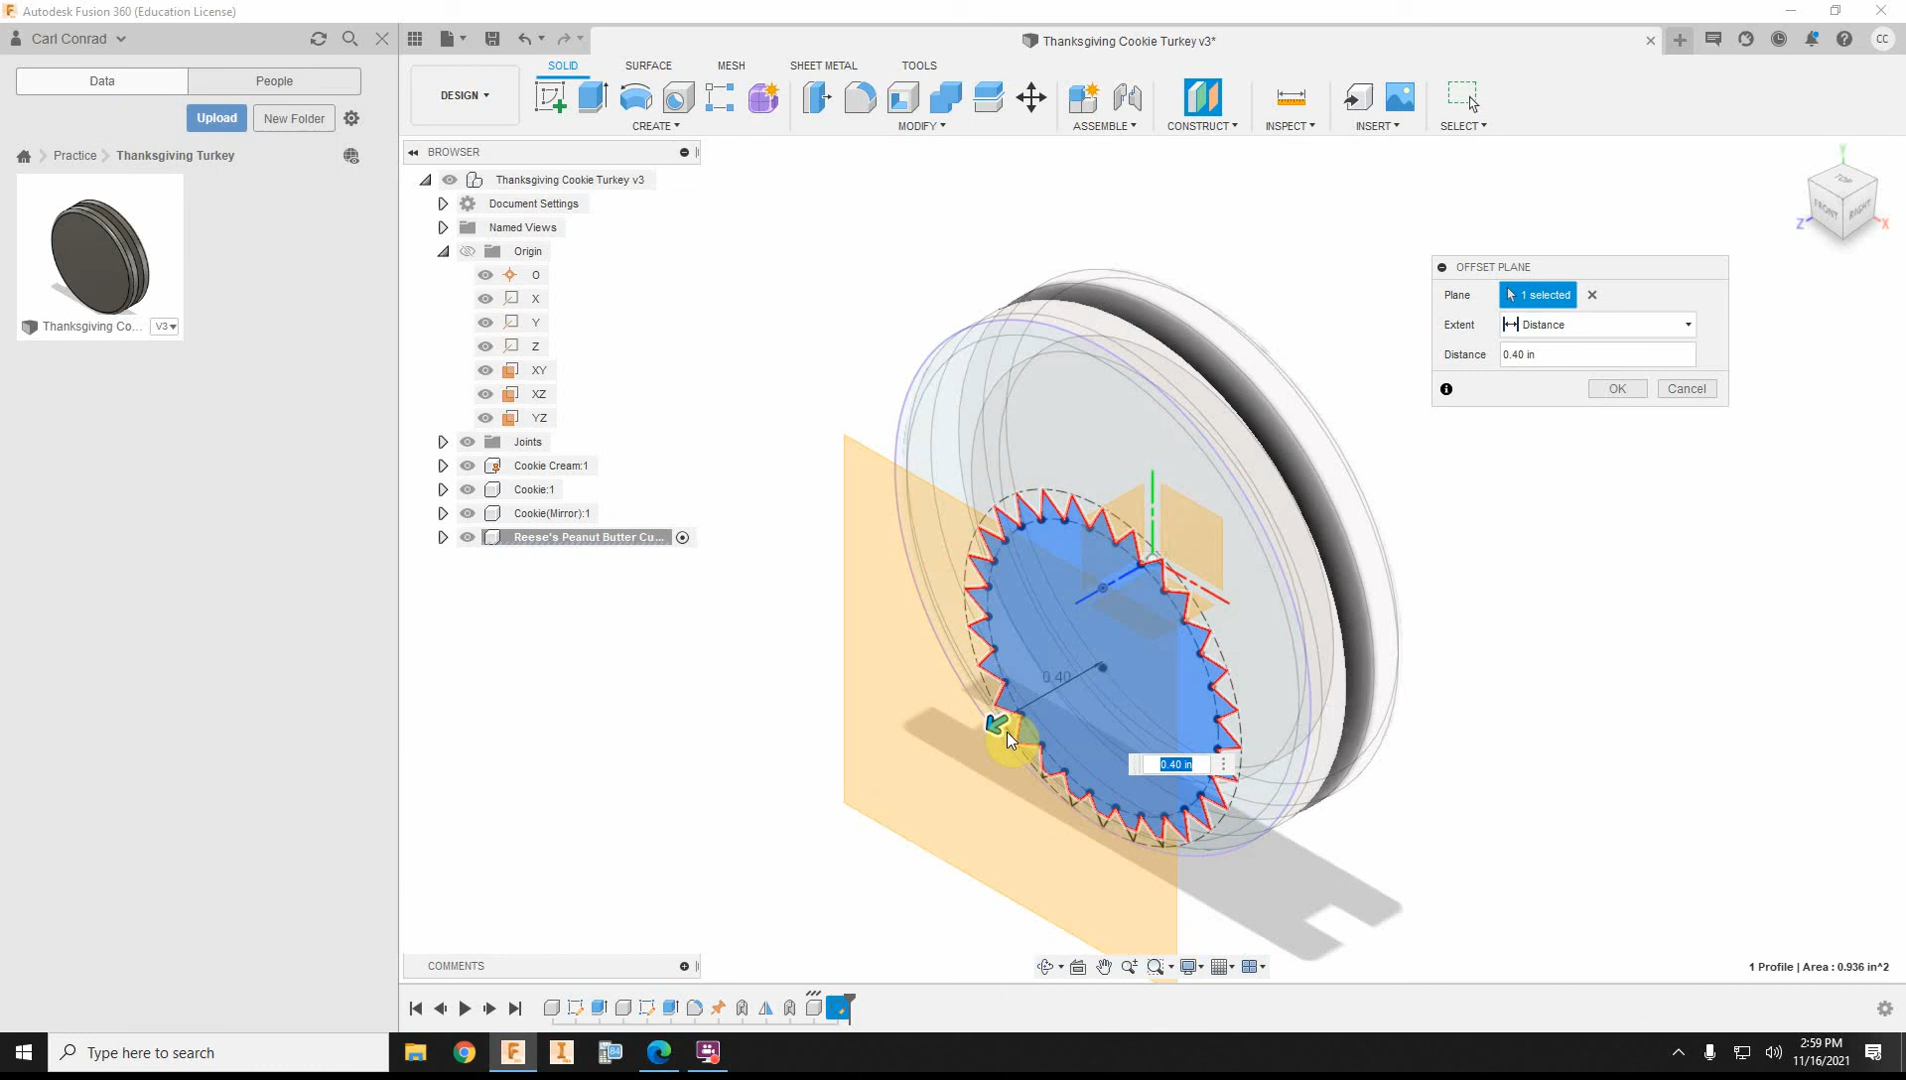 Autodesk Fusion 360 (Education License)
Carl Conrad
Thanksgiving Cookie Turkey v3*
CC
Data
People
SOLID
SURFACE
MESH
SHEET METAL
TOOLS
DESIGN
Upload
New Folder
CREATE
MODIFY
ASSEMBLE
CONSTRUCT
INSPECT
INSERT
SELECT
Practice
Thanksgiving Turkey
BROWSER
Thanksgiving Cookie Turkey v3
Document Settings
Named Views
Origin
O
X
Y
Z
XY
XZ
YZ
Joints
Cookie Cream:1
Cookie:1
Cookie(Mirror):1
Reese's Peanut Butter Cu...
Thanksgiving Co...
V3
Y
TOP
FRONT
RIGHT
Z
X
OFFSET PLANE
Plane
1 selected
Extent
Distance
Distance
0.40 in
OK
Cancel
0.40
0.40 in
COMMENTS
1 Profile | Area : 0.936 in^2
Type here to search
2:59 PM
11/16/2021